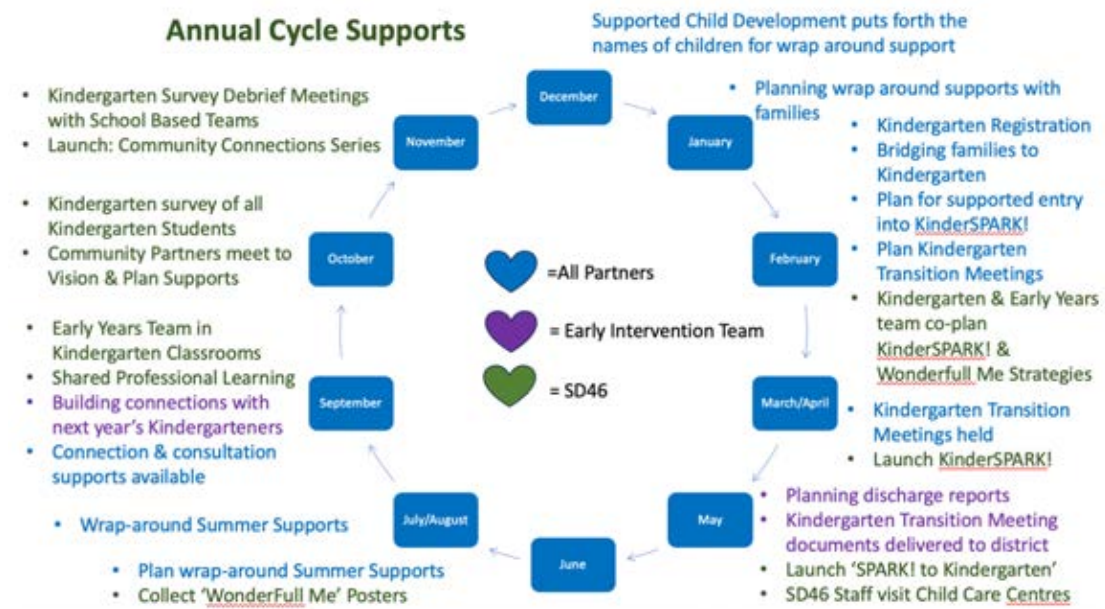 Annual Cycle Supports
Supported Child Development puts forth the
names of children for wrap around support
December
• Planning wrap around supports with
families
January
• Kindergarten Registration
• Bridging families to
Kindergarten
• Plan for supported entry
into KinderSPARK!
• Plan Kindergarten
Transition Meetings
• Kindergarten & Early Years
team co-plan
KinderSPARK! &
Wonderfull Me Strategies
February
March/April
• Kindergarten Transition
Meetings held
• Launch KinderSPARK!
May
• Planning discharge reports
• Kindergarten Transition Meeting
documents delivered to district
• Launch ‘SPARK! to Kindergarten’
• SD46 Staff visit Child Care Centres
June
• Plan wrap-around Summer Supports
• Collect ‘WonderFull Me’ Posters
July/August
• Wrap-around Summer Supports
September
• Early Years Team in
Kindergarten Classrooms
• Shared Professional Learning
• Building connections with
next year’s Kindergarteners
• Connection & consultation
supports available
October
• Kindergarten survey of all
Kindergarten Students
• Community Partners meet to
Vision & Plan Supports
November
• Kindergarten Survey Debrief Meetings
with School Based Teams
• Launch: Community Connections Series
=All Partners
= Early Intervention Team
= SD46